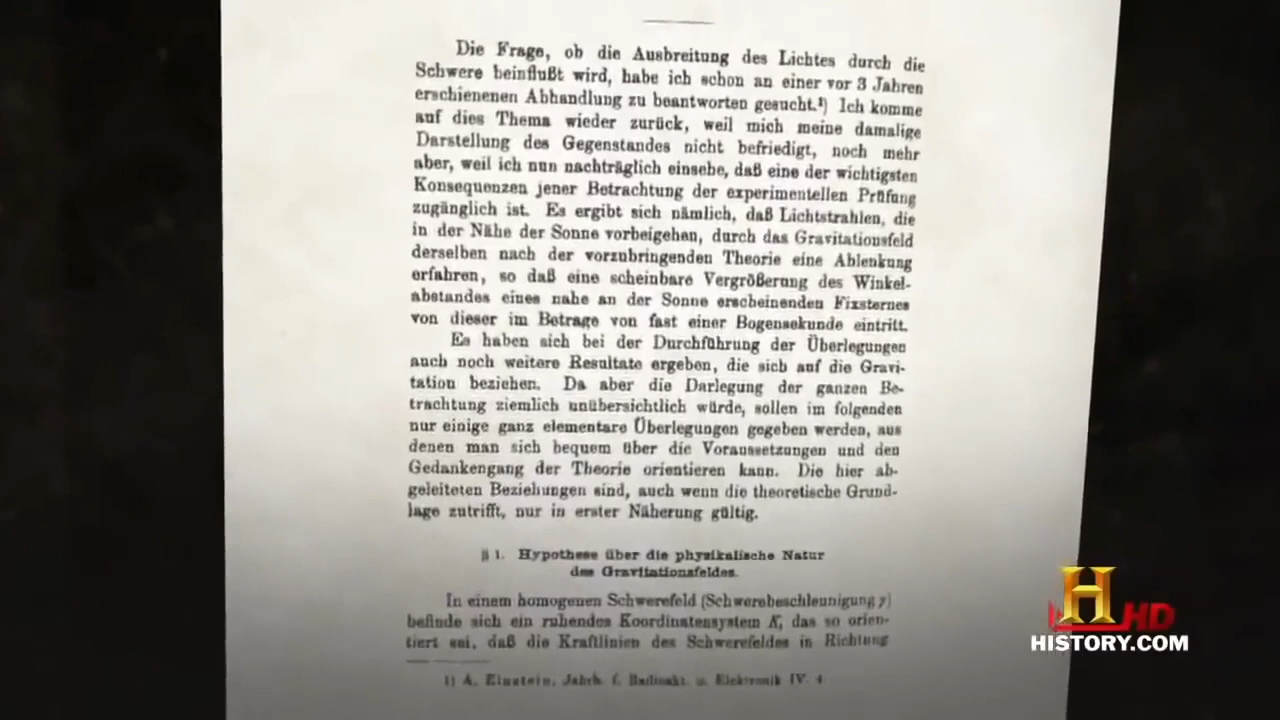 Die Frage, ob die Ausbreitung des Lichtes durch die
Schwere beinflußt wird, habe ich schon an einer vor 3 Jahren
erschienenen Abhandlung zu beantworten gesucht.¹) Ich komme
auf dies Thema wieder zurück, weil mich meine damalige
Darstellung des Gegenstandes nicht befriedigt, noch mehr
aber, weil ich nun nachträglich einsehe, daß eine der wichtigsten
Konsequenzen jener Betrachtung der experimentellen Prüfung
zugänglich ist. Es ergibt sich nämlich, daß Lichtstrahlen, die
in der Nähe der Sonne vorbeigehen, durch das Gravitationsfeld
derselben nach der vorzubringenden Theorie eine Ablenkung
erfahren, so daß eine scheinbare Vergrößerung des Winkel-
abstandes eines nahe an der Sonne erscheinenden Fixsternes
von dieser im Betrage von fast einer Bogensekunde eintritt.
Es haben sich bei der Durchführung der Überlegungen
auch noch weitere Resultate ergeben, die sich auf die Gravi-
tation beziehen. Da aber die Darlegung der ganzen Be-
trachtung ziemlich unübersichtlich würde, sollen im folgenden
nur einige ganz elementare Überlegungen gegeben werden, aus
denen man sich bequem über die Voraussetzungen und den
Gedankengang der Theorie orientieren kann. Die hier ab-
geleiteten Beziehungen sind, auch wenn die theoretische Grund-
lage zutrifft, nur in erster Näherung gültig.
§ 1. Hypothese über die physikalische Natur
des Gravitationsfeldes.
In einem homogenen Schwerefeld (Schwerebeschleunigung γ)
befinde sich ein ruhendes Koordinatensystem K, das so orien-
tiert sei, daß die Kraftlinien des Schwerefeldes in Richtung
1) A. Einstein, Jahrb. f. Radioakt. u. Elektronik IV. 4
H
HD
HISTORY.COM